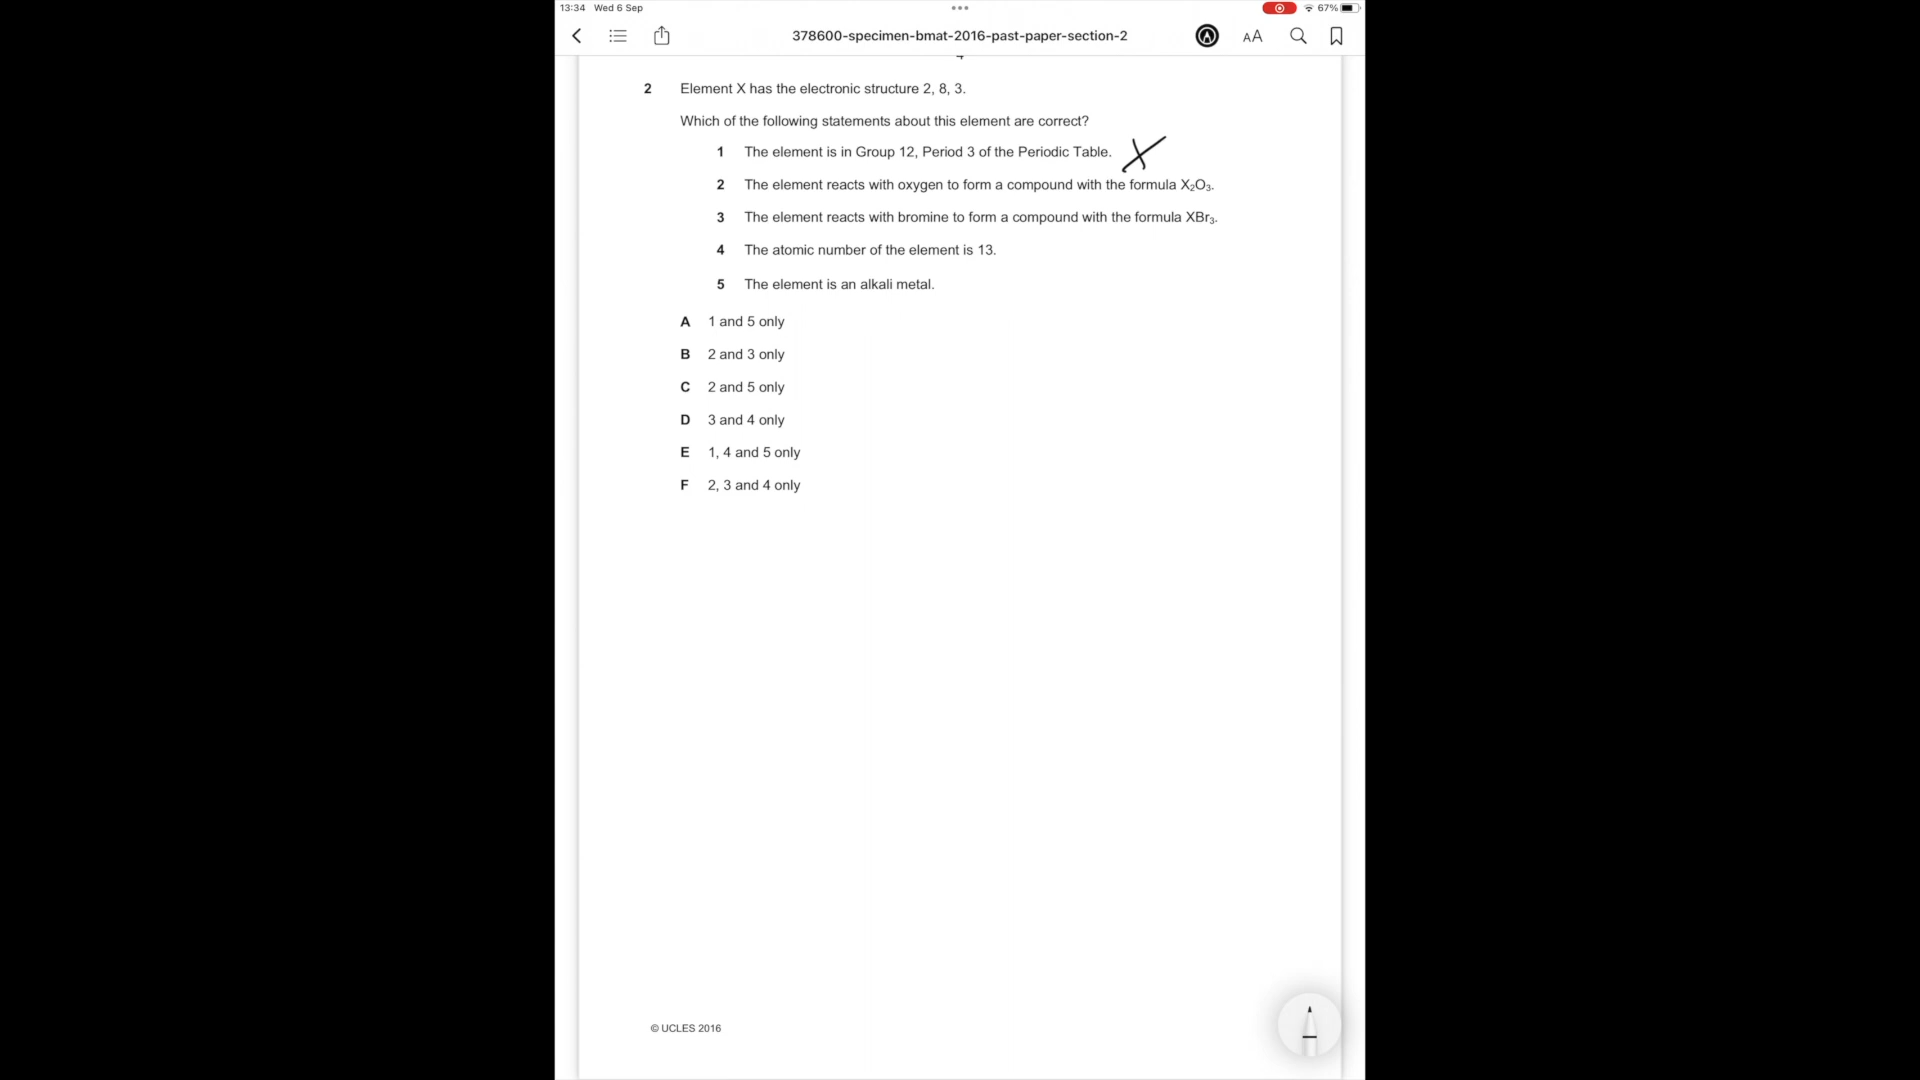 13:34 Wed 6 Sep
67%
378600-specimen-bmat-2016-past-paper-section-2
AA
2 Element X has the electronic structure 2, 8, 3.
Which of the following statements about this element are correct?
1 The element is in Group 12, Period 3 of the Periodic Table.
2 The element reacts with oxygen to form a compound with the formula X₂O₃.
3 The element reacts with bromine to form a compound with the formula XBr₃.
4 The atomic number of the element is 13.
5 The element is an alkali metal.
A 1 and 5 only
B 2 and 3 only
C 2 and 5 only
D 3 and 4 only
E 1, 4 and 5 only
F 2, 3 and 4 only
© UCLES 2016